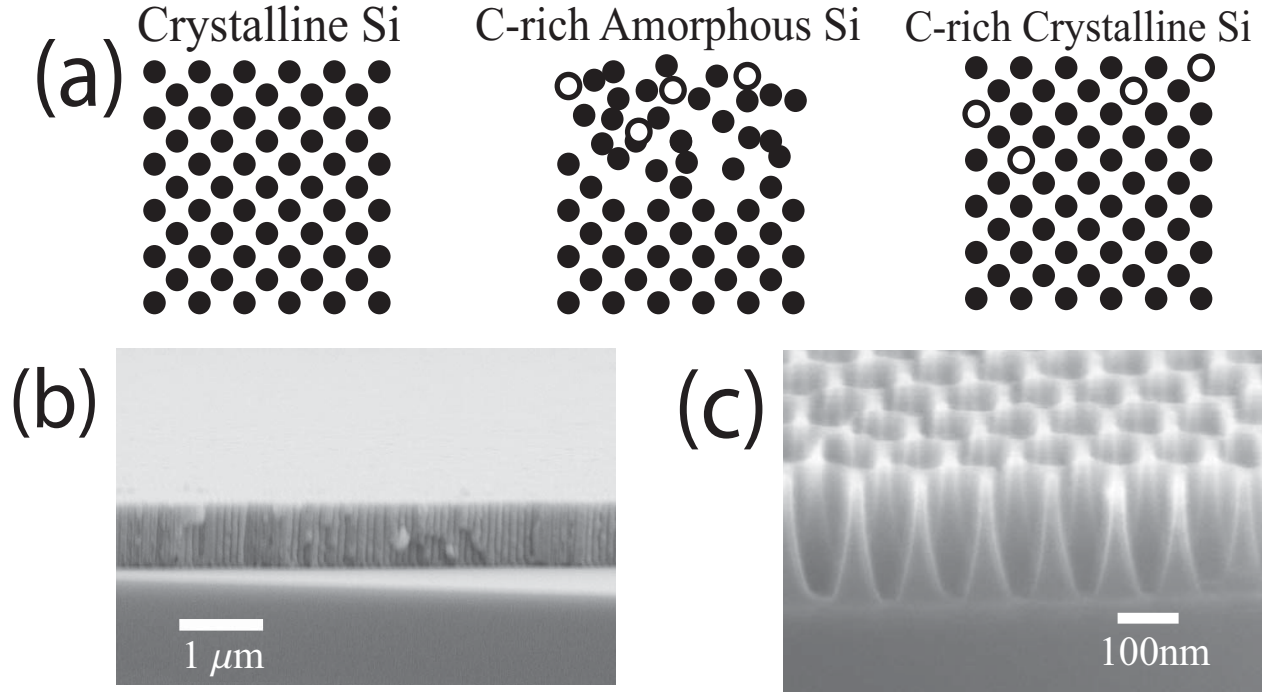 (a)
Crystalline Si
C-rich Amorphous Si
C-rich Crystalline Si
(b)
1 μm
(c)
100nm